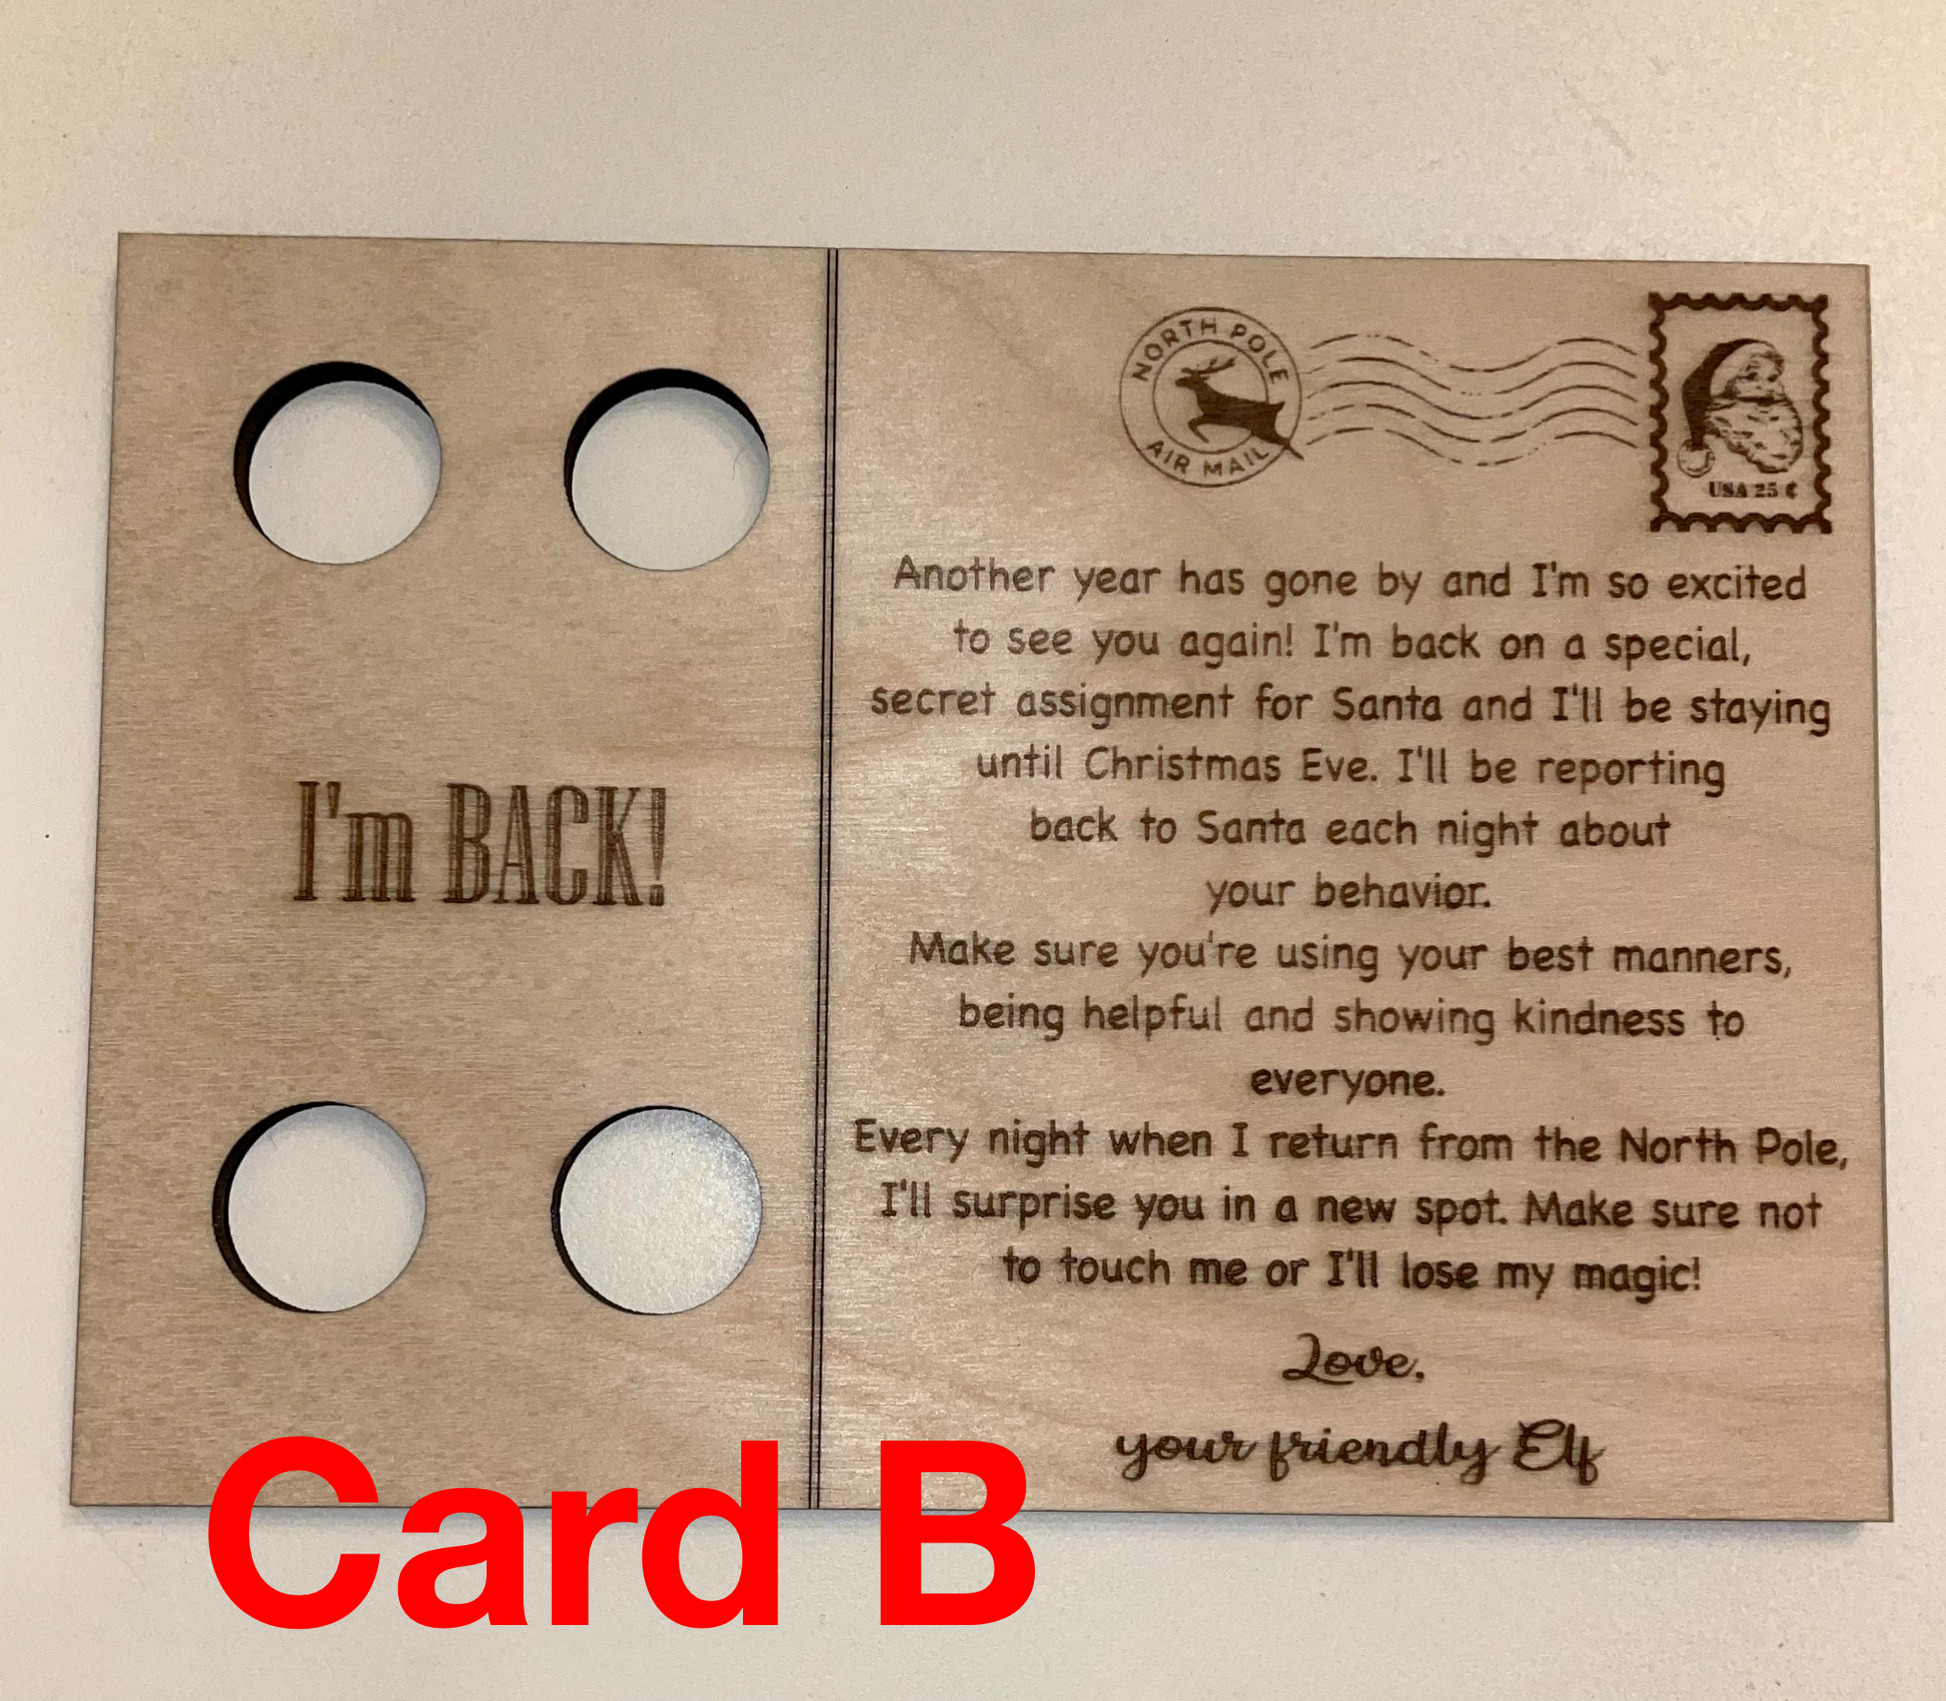 I'm BACK!
NORTH POLE
AIR MAIL
USA 25 ¢
Another year has gone by and I'm so excited
to see you again! I'm back on a special,
secret assignment for Santa and I'll be staying
until Christmas Eve. I'll be reporting
back to Santa each night about
your behavior.
Make sure you're using your best manners,
being helpful and showing kindness to
everyone.
Every night when I return from the North Pole,
I'll surprise you in a new spot. Make sure not
to touch me or I'll lose my magic!
Love,
your friendly Elf
Card B